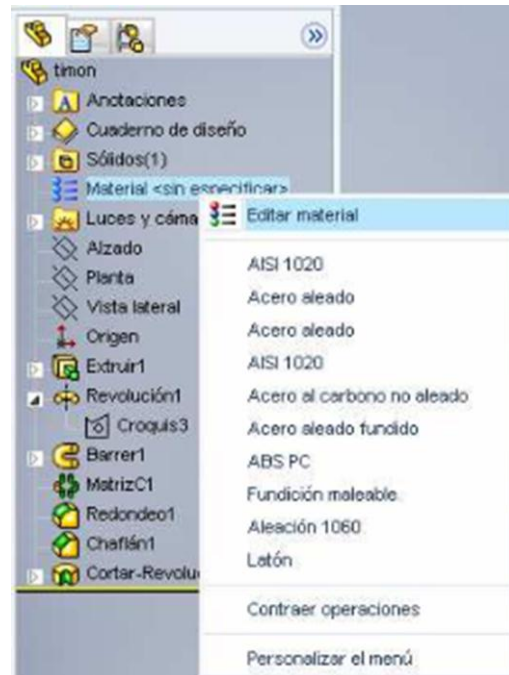 timon
Anotaciones
Cuaderno de diseño
Sólidos(1)
Material <sin especificar>
Luces y cáma
Alzado
Planta
Vista lateral
Origen
Extruir1
Revolución1
Croquis3
Barrer1
MatrizC1
Redondeo1
Chaflán1
Cortar-Revolu
Editar material
AISI 1020
Acero aleado
Acero aleado
AISI 1020
Acero al carbono no aleado
Acero aleado fundido
ABS PC
Fundición maleable
Aleación 1060
Latón
Contraer operaciones
Personalizar el menú